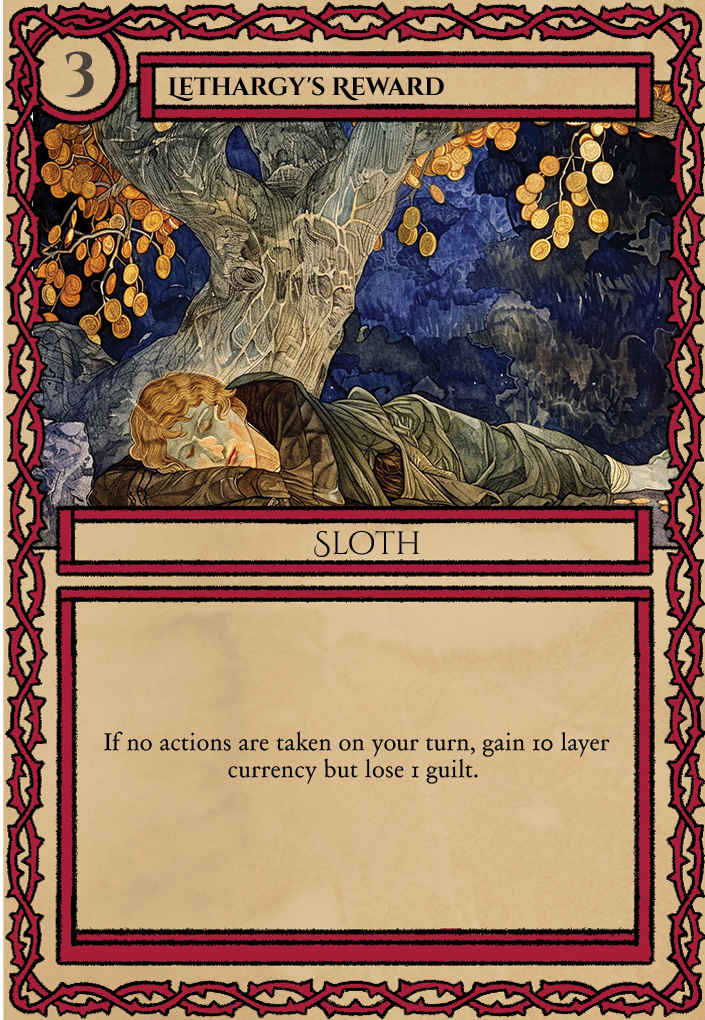 3
Lethargy's Reward
Sloth
If no actions are taken on your turn, gain 10 layer
currency but lose 1 guilt.